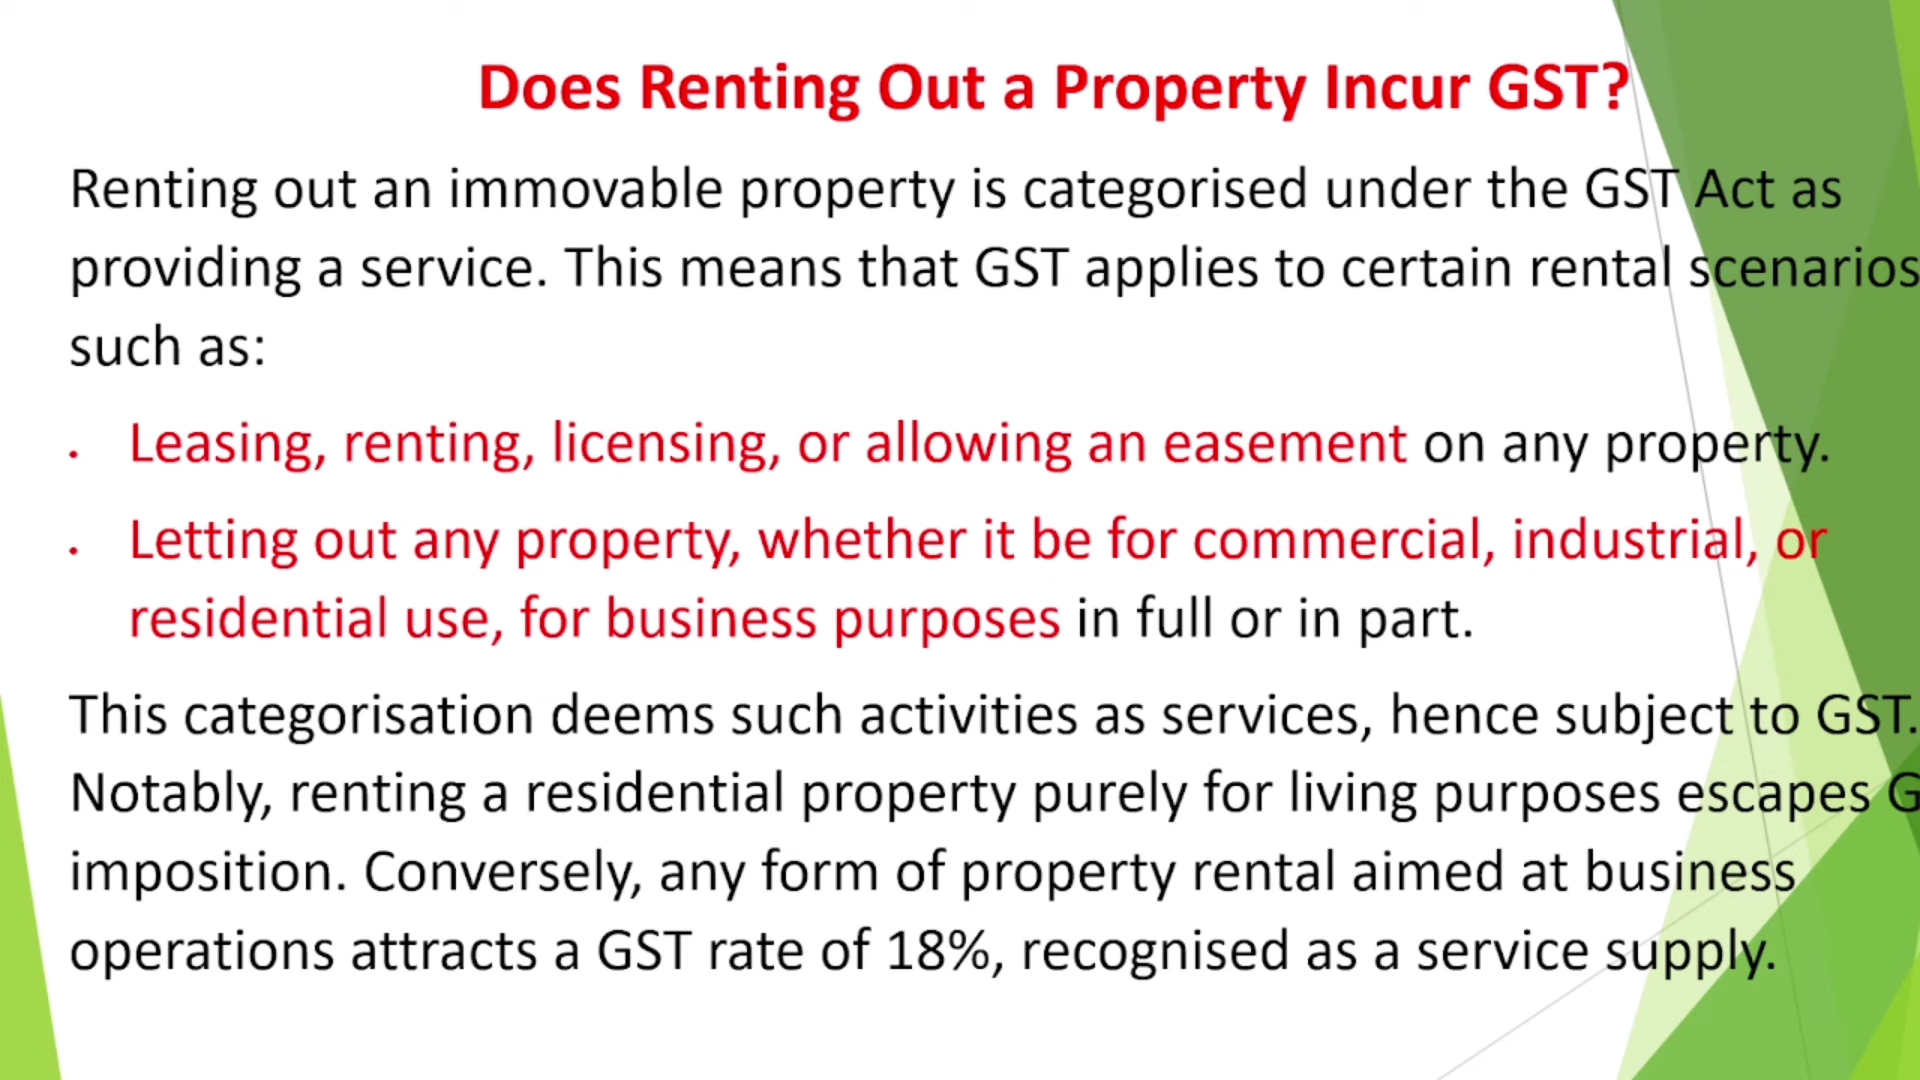 Does Renting Out a Property Incur GST?
Renting out an immovable property is categorised under the GST Act as
providing a service. This means that GST applies to certain rental scenarios
such as:
• Leasing, renting, licensing, or allowing an easement on any property.
• Letting out any property, whether it be for commercial, industrial, or
residential use, for business purposes in full or in part.
This categorisation deems such activities as services, hence subject to GST.
Notably, renting a residential property purely for living purposes escapes
imposition. Conversely, any form of property rental aimed at business
operations attracts a GST rate of 18%, recognised as a service supply.